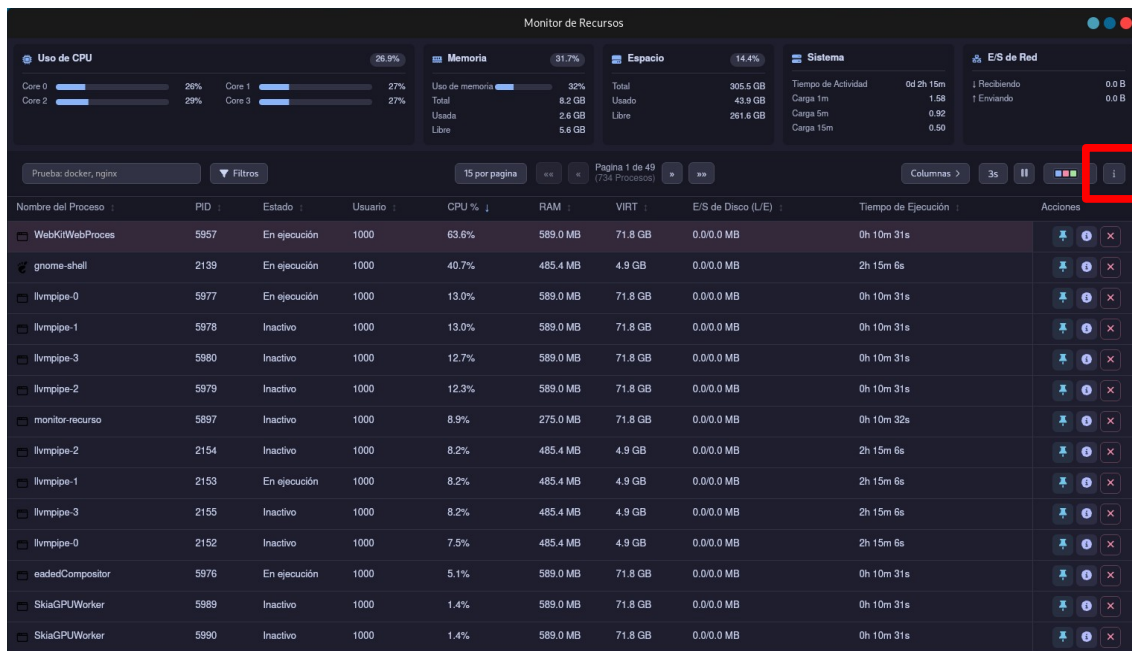 Monitor de Recursos
Uso de CPU 26.9%
Core 0 26% Core 1 27%
Core 2 29% Core 3 27%
Memoria 31.7%
Uso de memoria 32%
Total 8.2 GB
Usada 2.6 GB
Libre 5.6 GB
Espacio 14.4%
Total 305.5 GB
Usado 43.9 GB
Libre 261.6 GB
Sistema
Tiempo de Actividad 0d 2h 15m
Carga 1m 1.58
Carga 5m 0.92
Carga 15m 0.50
E/S de Red
↓ Recibiendo 0.0 B
↑ Enviando 0.0 B
Prueba: docker, nginx Filtros 15 por pagina «« « Pagina 1 de 49 » »» Columnas > 3s i
(734 Procesos)
Nombre del Proceso PID Estado Usuario CPU % ↓ RAM VIRT E/S de Disco (L/E) Tiempo de Ejecución Acciones
WebKitWebProces 5957 En ejecución 1000 63.6% 589.0 MB 71.8 GB 0.0/0.0 MB 0h 10m 31s
gnome-shell 2139 En ejecución 1000 40.7% 485.4 MB 4.9 GB 0.0/0.0 MB 2h 15m 6s
llvmpipe-0 5977 En ejecución 1000 13.0% 589.0 MB 71.8 GB 0.0/0.0 MB 0h 10m 31s
llvmpipe-1 5978 Inactivo 1000 13.0% 589.0 MB 71.8 GB 0.0/0.0 MB 0h 10m 31s
llvmpipe-3 5980 Inactivo 1000 12.7% 589.0 MB 71.8 GB 0.0/0.0 MB 0h 10m 31s
llvmpipe-2 5979 Inactivo 1000 12.3% 589.0 MB 71.8 GB 0.0/0.0 MB 0h 10m 31s
monitor-recurso 5897 Inactivo 1000 8.9% 275.0 MB 71.8 GB 0.0/0.0 MB 0h 10m 32s
llvmpipe-2 2154 Inactivo 1000 8.2% 485.4 MB 4.9 GB 0.0/0.0 MB 2h 15m 6s
llvmpipe-1 2153 Inactivo 1000 8.2% 485.4 MB 4.9 GB 0.0/0.0 MB 2h 15m 6s
llvmpipe-3 2155 Inactivo 1000 8.2% 485.4 MB 4.9 GB 0.0/0.0 MB 2h 15m 6s
llvmpipe-0 2152 Inactivo 1000 7.5% 485.4 MB 4.9 GB 0.0/0.0 MB 2h 15m 6s
eadedCompositor 5976 En ejecución 1000 5.1% 589.0 MB 71.8 GB 0.0/0.0 MB 0h 10m 31s
SkiaGPUWorker 5989 Inactivo 1000 1.4% 589.0 MB 71.8 GB 0.0/0.0 MB 0h 10m 31s
SkiaGPUWorker 5990 Inactivo 1000 1.4% 589.0 MB 71.8 GB 0.0/0.0 MB 0h 10m 31s